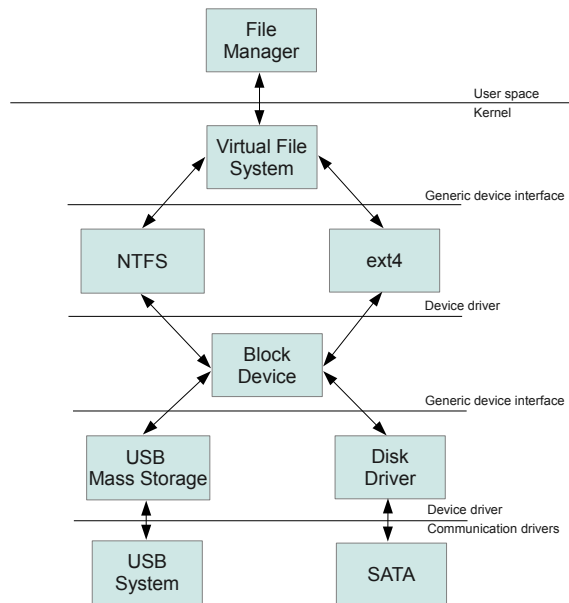 File
Manager
User space
Kernel
Virtual File
System
Generic device interface
NTFS
ext4
Device driver
Block
Device
Generic device interface
USB
Mass Storage
Disk
Driver
Device driver
Communication drivers
USB
System
SATA